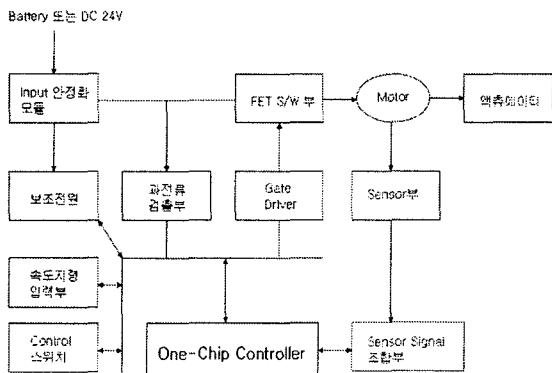 Battery 또는 DC 24V
Input 안정화
모듈
FET S/W 부
Motor
액츄에이터
보조전원
과전류
검출부
Gate
Driver
Sensor부
속도지령
입력부
Control
스위치
One-Chip Controller
Sensor Signal
조합부